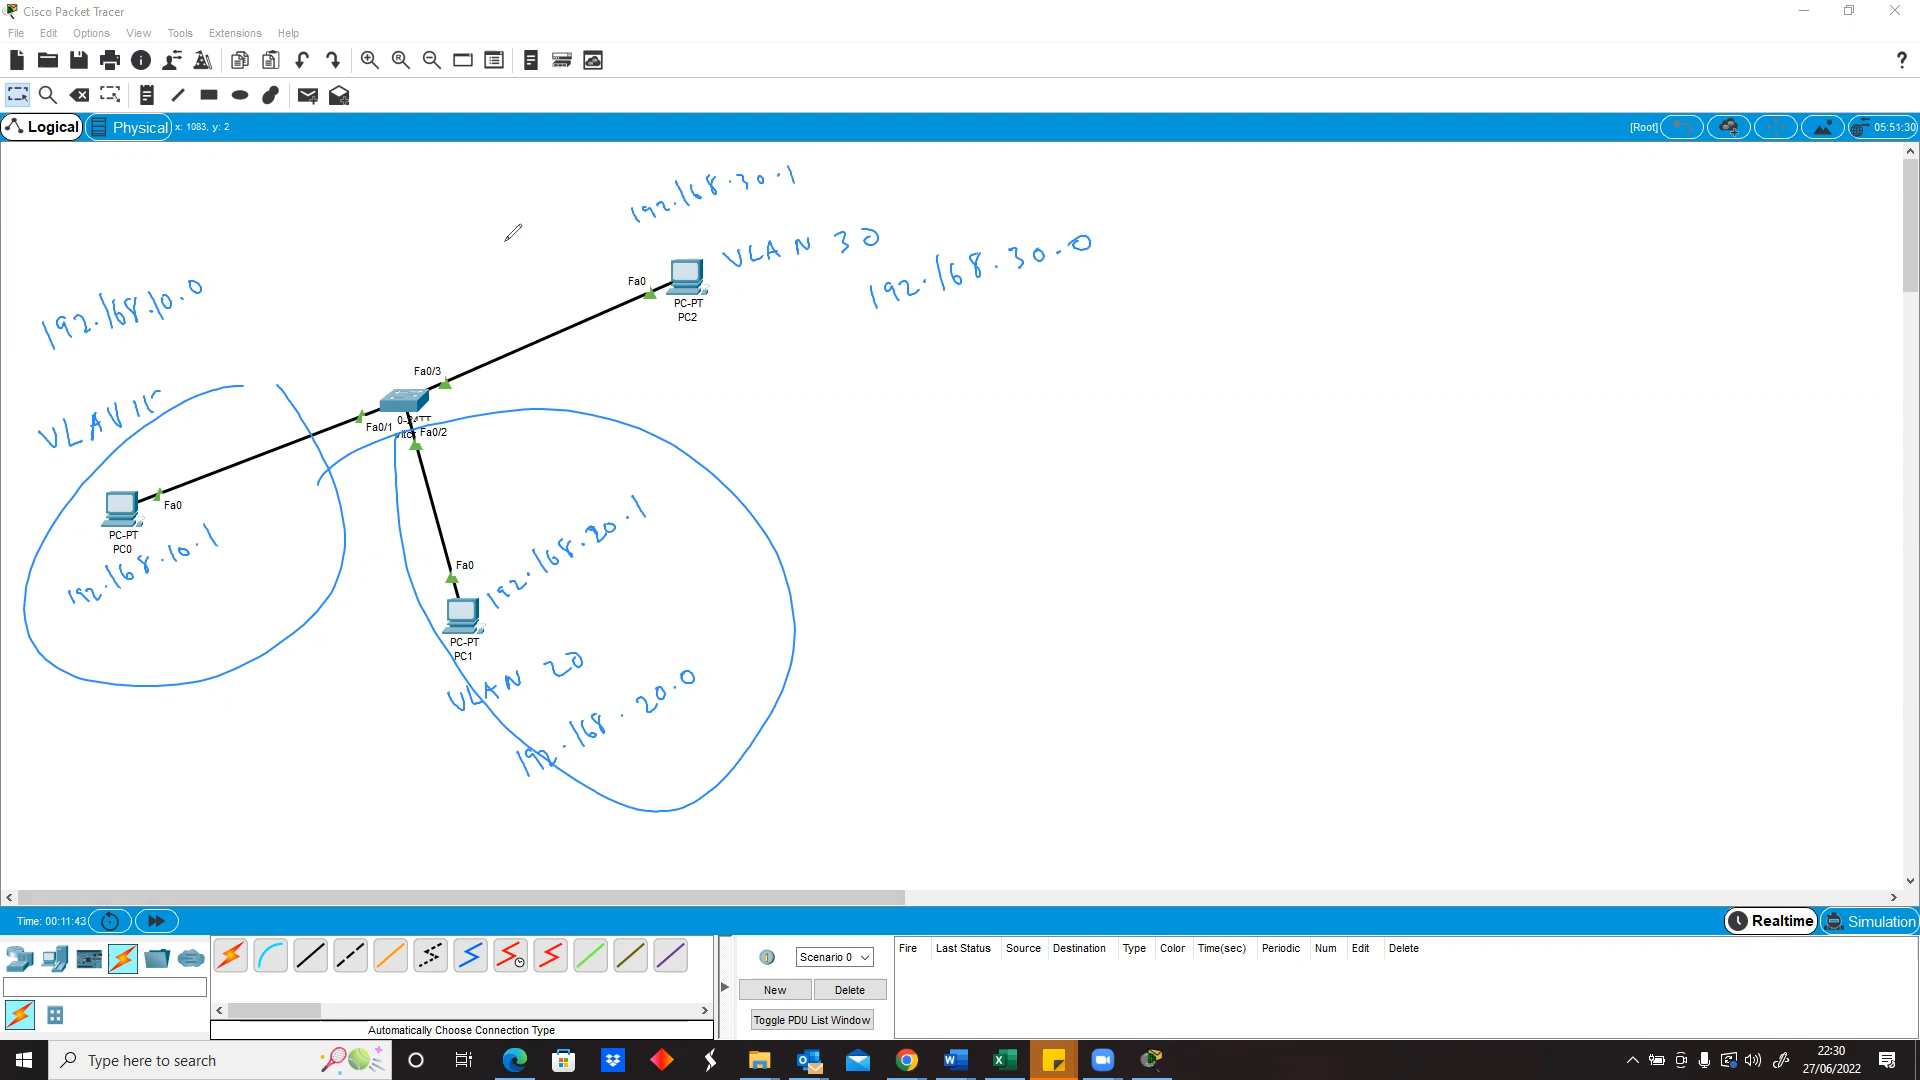 Cisco Packet Tracer
File Edit Options View Tools Extensions Help
Logical Physical x: 1083, y: 2 [Root] 05:51:30
192.168.30.1
VLAN 30
192.168.30.0
Fa0
PC-PT
PC2
192.168.10.0
Fa0/3
Fa0/1
Fa0/2
Fa0
PC-PT
PC0
192.168.10.1
192.168.20.1
Fa0
PC-PT
PC1
VLAN 20
192.168.20.0
Time: 00:11:43 Realtime Simulation
Scenario 0
New Delete
Toggle PDU List Window
Fire Last Status Source Destination Type Color Time(sec) Periodic Num Edit Delete
Automatically Choose Connection Type
Type here to search
22:30
27/06/2022